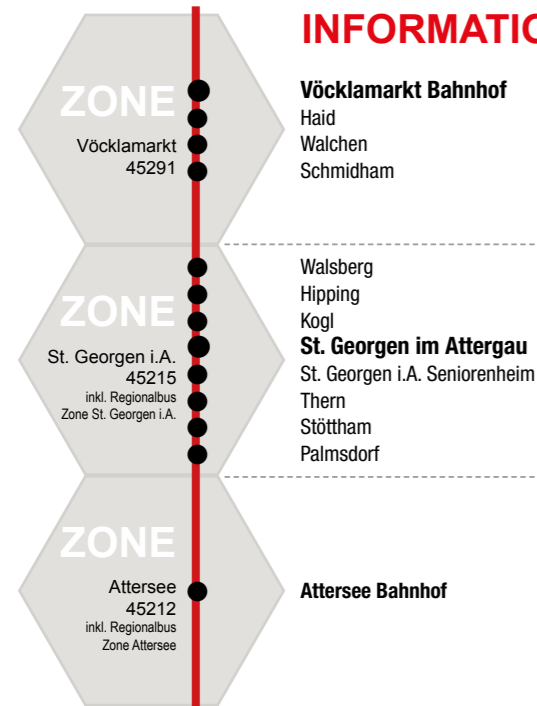 INFORMATIO
ZONE
Vöcklamarkt
45291
Vöcklamarkt Bahnhof
Haid
Walchen
Schmidham
ZONE
St. Georgen i.A.
45215
inkl. Regionalbus
Zone St. Georgen i.A.
Walsberg
Hipping
Kogl
St. Georgen im Attergau
St. Georgen i.A. Seniorenheim
Thern
Stöttham
Palmsdorf
ZONE
Attersee
45212
inkl. Regionalbus
Zone Attersee
Attersee Bahnhof